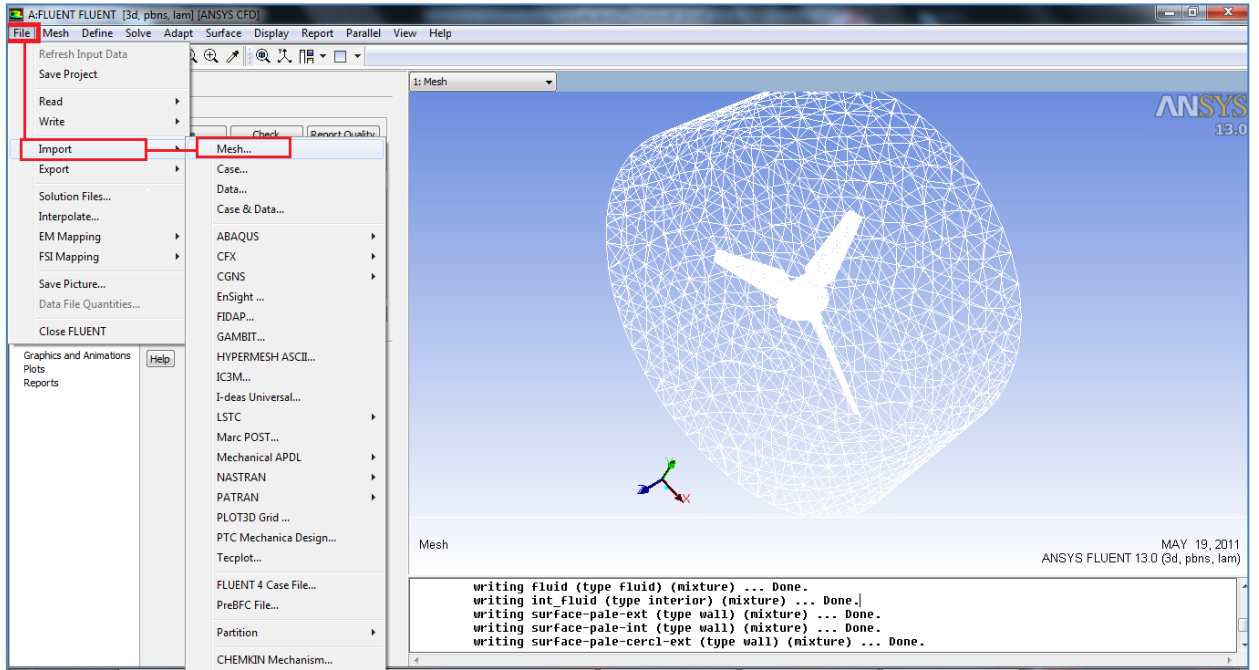 A:FLUENT FLUENT [3d, pbns, lam] [ANSYS CFD]
File Mesh Define Solve Adapt Surface Display Report Parallel View Help
Refresh Input Data
Save Project
Read
Write
Import
Export
Solution Files...
Interpolate...
EM Mapping
FSI Mapping
Save Picture...
Data File Quantities...
Close FLUENT
Graphics and Animations
Plots
Reports
Help
Check
Report Quality
Mesh...
Case...
Data...
Case & Data...
ABAQUS
CFX
CGNS
EnSight ...
FIDAP...
GAMBIT...
HYPERMESH ASCII...
IC3M...
I-deas Universal...
LSTC
Marc POST...
Mechanical APDL
NASTRAN
PATRAN
PLOT3D Grid ...
PTC Mechanica Design...
Tecplot...
FLUENT 4 Case File...
PreBFC File...
Partition
CHEMKIN Mechanism...
1: Mesh
ANSYS
13.0
X
Mesh
MAY 19, 2011
ANSYS FLUENT 13.0 (3d, pbns, lam)
writing fluid (type fluid) (mixture) ... Done.
writing int_fluid (type interior) (mixture) ... Done.
writing surface-pale-ext (type wall) (mixture) ... Done.
writing surface-pale-int (type wall) (mixture) ... Done.
writing surface-pale-cercl-ext (type wall) (mixture) ... Done.